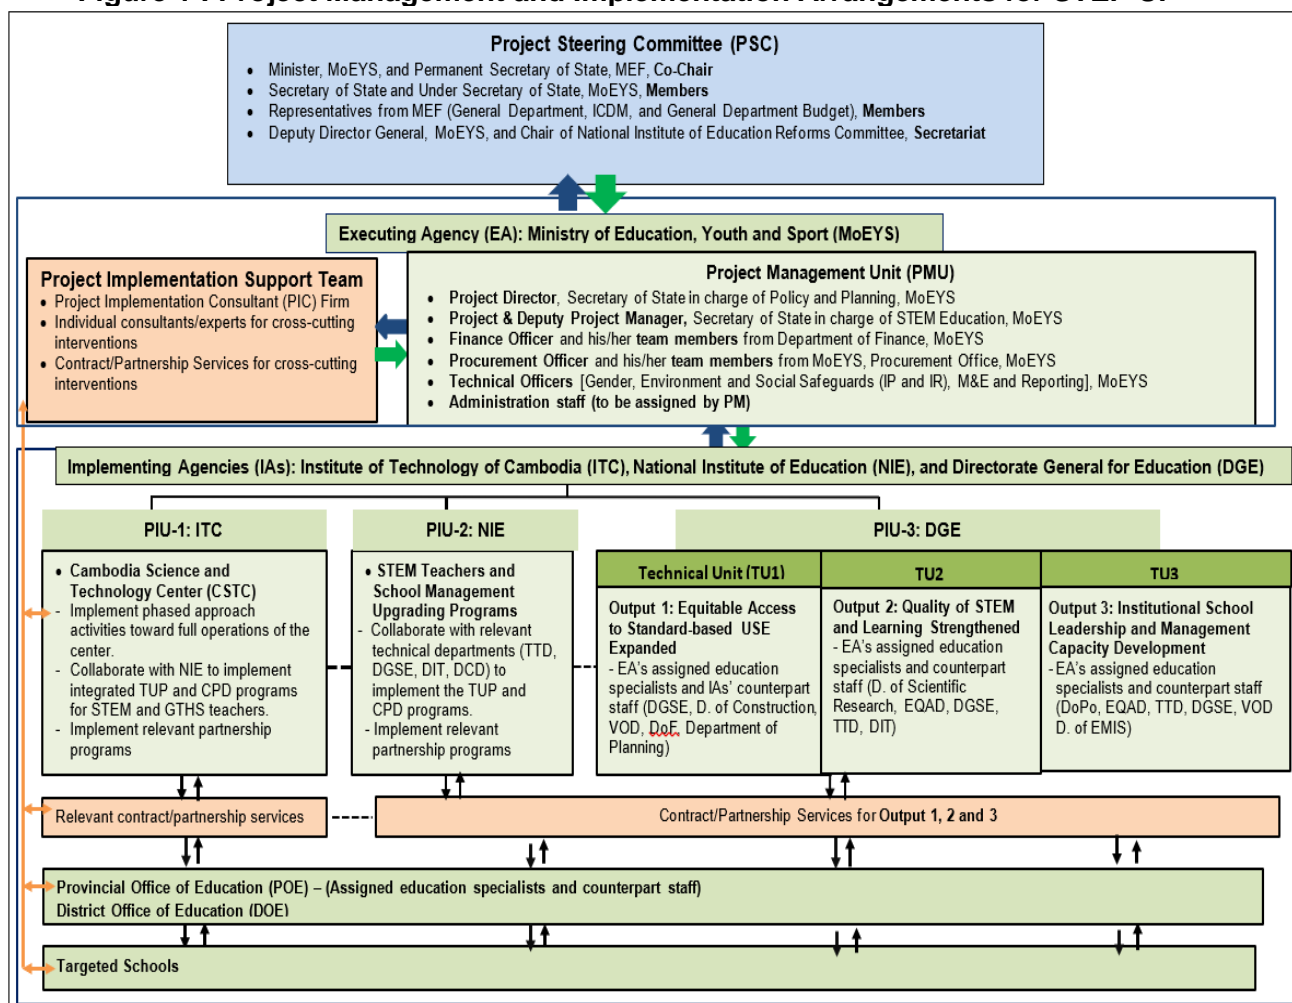 Project Steering Committee (PSC)
• Minister, MoEYS, and Permanent Secretary of State, MEF, Co-Chair
• Secretary of State and Under Secretary of State, MoEYS, Members
• Representatives from MEF (General Department, ICDM, and General Department Budget), Members
• Deputy Director General, MoEYS, and Chair of National Institute of Education Reforms Committee, Secretariat
Executing Agency (EA): Ministry of Education, Youth and Sport (MoEYS)
Project Implementation Support Team
• Project Implementation Consultant (PIC) Firm
• Individual consultants/experts for cross-cutting
interventions
• Contract/Partnership Services for cross-cutting
interventions
Project Management Unit (PMU)
• Project Director, Secretary of State in charge of Policy and Planning, MoEYS
• Project & Deputy Project Manager, Secretary of State in charge of STEM Education, MoEYS
• Finance Officer and his/her team members from Department of Finance, MoEYS
• Procurement Officer and his/her team members from MoEYS, Procurement Office, MoEYS
• Technical Officers [Gender, Environment and Social Safeguards (IP and IR), M&E and Reporting], MoEYS
• Administration staff (to be assigned by PM)
Implementing Agencies (IAs): Institute of Technology of Cambodia (ITC), National Institute of Education (NIE), and Directorate General for Education (DGE)
PIU-1: ITC
• Cambodia Science and
Technology Center (CSTC)
- Implement phased approach
activities toward full operations of the
center.
- Collaborate with NIE to implement
integrated TUP and CPD programs
for STEM and GTHS teachers.
- Implement relevant partnership
programs
PIU-2: NIE
• STEM Teachers and
School Management
Upgrading Programs
- Collaborate with relevant
technical departments (TTD,
DGSE, DIT, DCD) to
implement the TUP and
CPD programs.
- Implement relevant
partnership programs
PIU-3: DGE
Technical Unit (TU1)
Output 1: Equitable Access
to Standard-based USE
Expanded
- EA's assigned education
specialists and IAs' counterpart
staff (DGSE, D. of Construction,
VOD, DoF, Department of
Planning)
TU2
Output 2: Quality of STEM
and Learning Strengthened
- EA's assigned education
specialists and counterpart
staff (D. of Scientific
Research, EQAD, DGSE,
TTD, DIT)
TU3
Output 3: Institutional School
Leadership and Management
Capacity Development
- EA's assigned education
specialists and counterpart staff
(DoPo, EQAD, TTD, DGSE, VOD
D. of EMIS)
Relevant contract/partnership services
Contract/Partnership Services for Output 1, 2 and 3
Provincial Office of Education (POE) – (Assigned education specialists and counterpart staff)
District Office of Education (DOE)
Targeted Schools